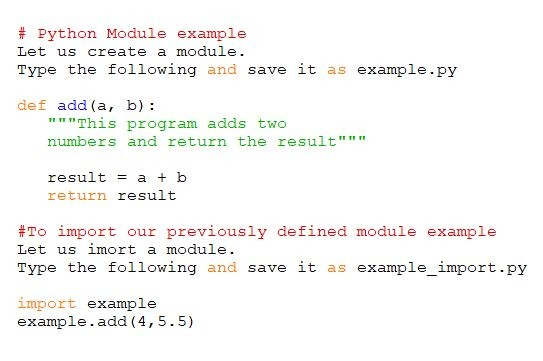 # Python Module example
Let us create a module.
Type the following and save it as example.py
def add(a, b):
"""This program adds two
numbers and return the result"""
result = a + b
return result
#To import our previously defined module example
Let us imort a module.
Type the following and save it as example_import.py
import example
example.add(4,5.5)